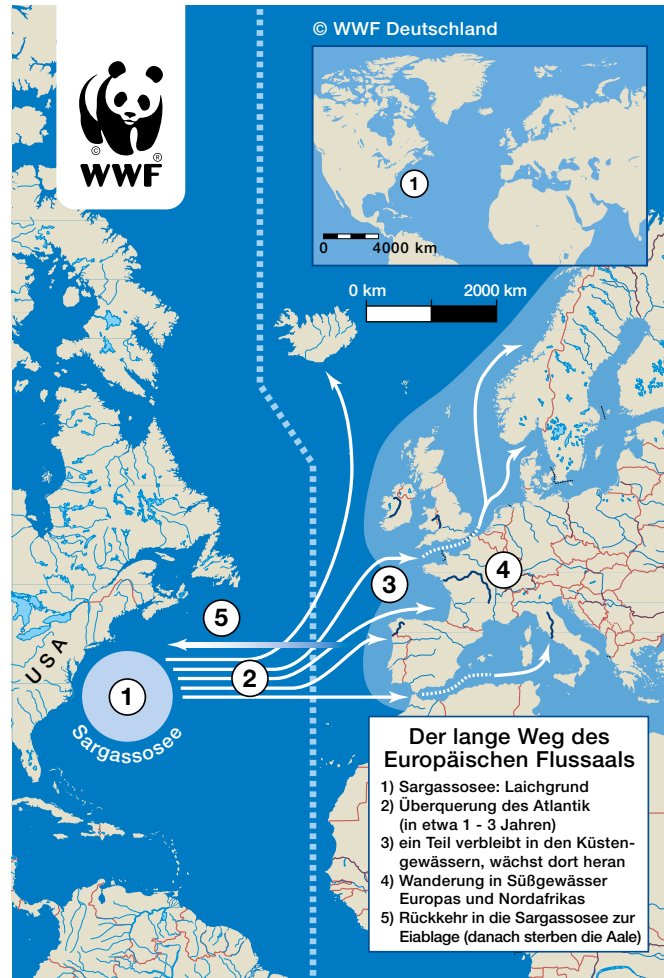 © WWF Deutschland
©
®
WWF
1
0 4000 km
0 km 2000 km
3
4
5
2
USA
1
Sargassosee
Der lange Weg des
Europäischen Flussaals
1) Sargassosee: Laichgrund
2) Überquerung des Atlantik
(in etwa 1 - 3 Jahren)
3) ein Teil verbleibt in den Küsten-
gewässern, wächst dort heran
4) Wanderung in Süßgewässer
Europas und Nordafrikas
5) Rückkehr in die Sargassosee zur
Eiablage (danach sterben die Aale)